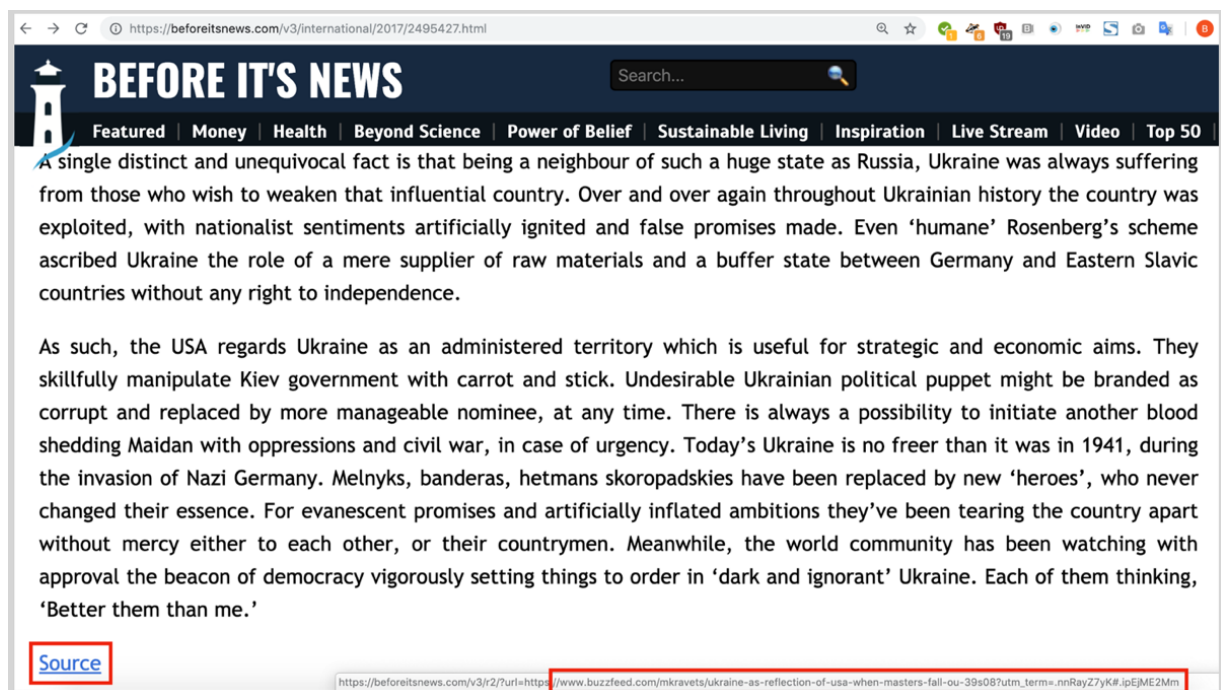 https://beforeitsnews.com/v3/international/2017/2495427.html
BEFORE IT'S NEWS
Search...
Featured | Money | Health | Beyond Science | Power of Belief | Sustainable Living | Inspiration | Live Stream | Video | Top 50
A single distinct and unequivocal fact is that being a neighbour of such a huge state as Russia, Ukraine was always suffering
from those who wish to weaken that influential country. Over and over again throughout Ukrainian history the country was
exploited, with nationalist sentiments artificially ignited and false promises made. Even ‘humane’ Rosenberg’s scheme
ascribed Ukraine the role of a mere supplier of raw materials and a buffer state between Germany and Eastern Slavic
countries without any right to independence.
As such, the USA regards Ukraine as an administered territory which is useful for strategic and economic aims. They
skillfully manipulate Kiev government with carrot and stick. Undesirable Ukrainian political puppet might be branded as
corrupt and replaced by more manageable nominee, at any time. There is always a possibility to initiate another blood
shedding Maidan with oppressions and civil war, in case of urgency. Today’s Ukraine is no freer than it was in 1941, during
the invasion of Nazi Germany. Melnyks, banderas, hetmans skoropadskies have been replaced by new ‘heroes’, who never
changed their essence. For evanescent promises and artificially inflated ambitions they’ve been tearing the country apart
without mercy either to each other, or their countrymen. Meanwhile, the world community has been watching with
approval the beacon of democracy vigorously setting things to order in ‘dark and ignorant’ Ukraine. Each of them thinking,
‘Better them than me.’
Source
https://beforeitsnews.com/v3/r2/?url=https://www.buzzfeed.com/mkravets/ukraine-as-reflection-of-usa-when-masters-fall-ou-39s08?utm_term=.nnRayZ7yK#.ipEjME2Mm